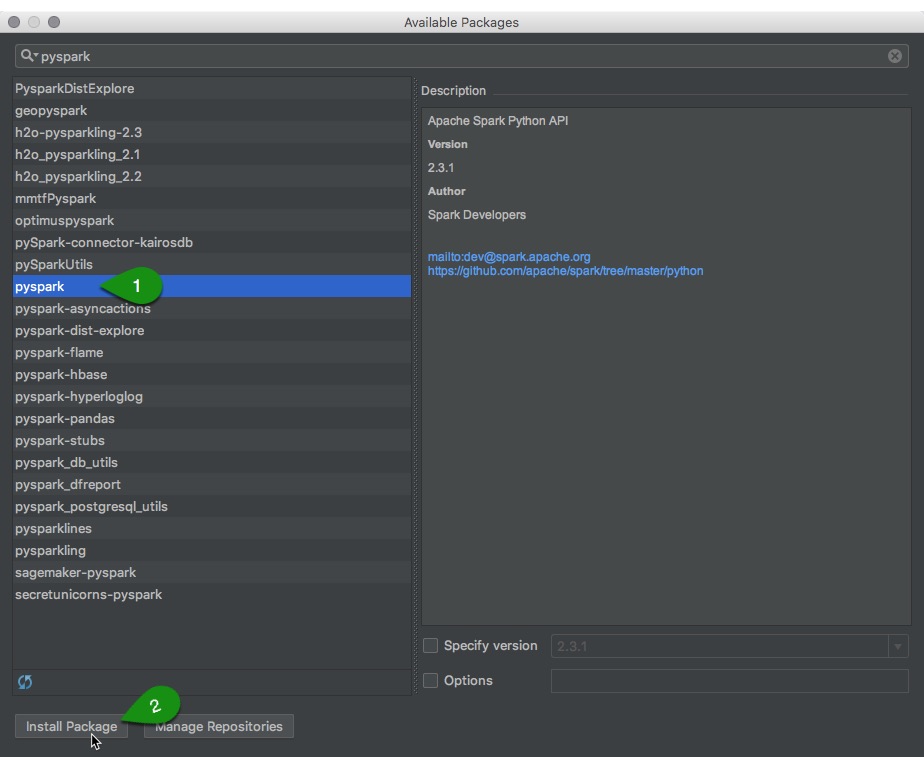 Available Packages
pyspark
PysparkDistExplore
geopyspark
h2o-pysparkling-2.3
h2o_pysparkling_2.1
h2o_pysparkling_2.2
mmtfPyspark
optimuspyspark
pySpark-connector-kairosdb
pySparkUtils
pyspark
1
pyspark-asyncactions
pyspark-dist-explore
pyspark-flame
pyspark-hbase
pyspark-hyperloglog
pyspark-pandas
pyspark-stubs
pyspark_db_utils
pyspark_dfreport
pyspark_postgresql_utils
pysparklines
pysparkling
sagemaker-pyspark
secretunicorns-pyspark
Description
Apache Spark Python API
Version
2.3.1
Author
Spark Developers
mailto:dev@spark.apache.org
https://github.com/apache/spark/tree/master/python
Specify version
2.3.1
Options
2
Install Package
Manage Repositories